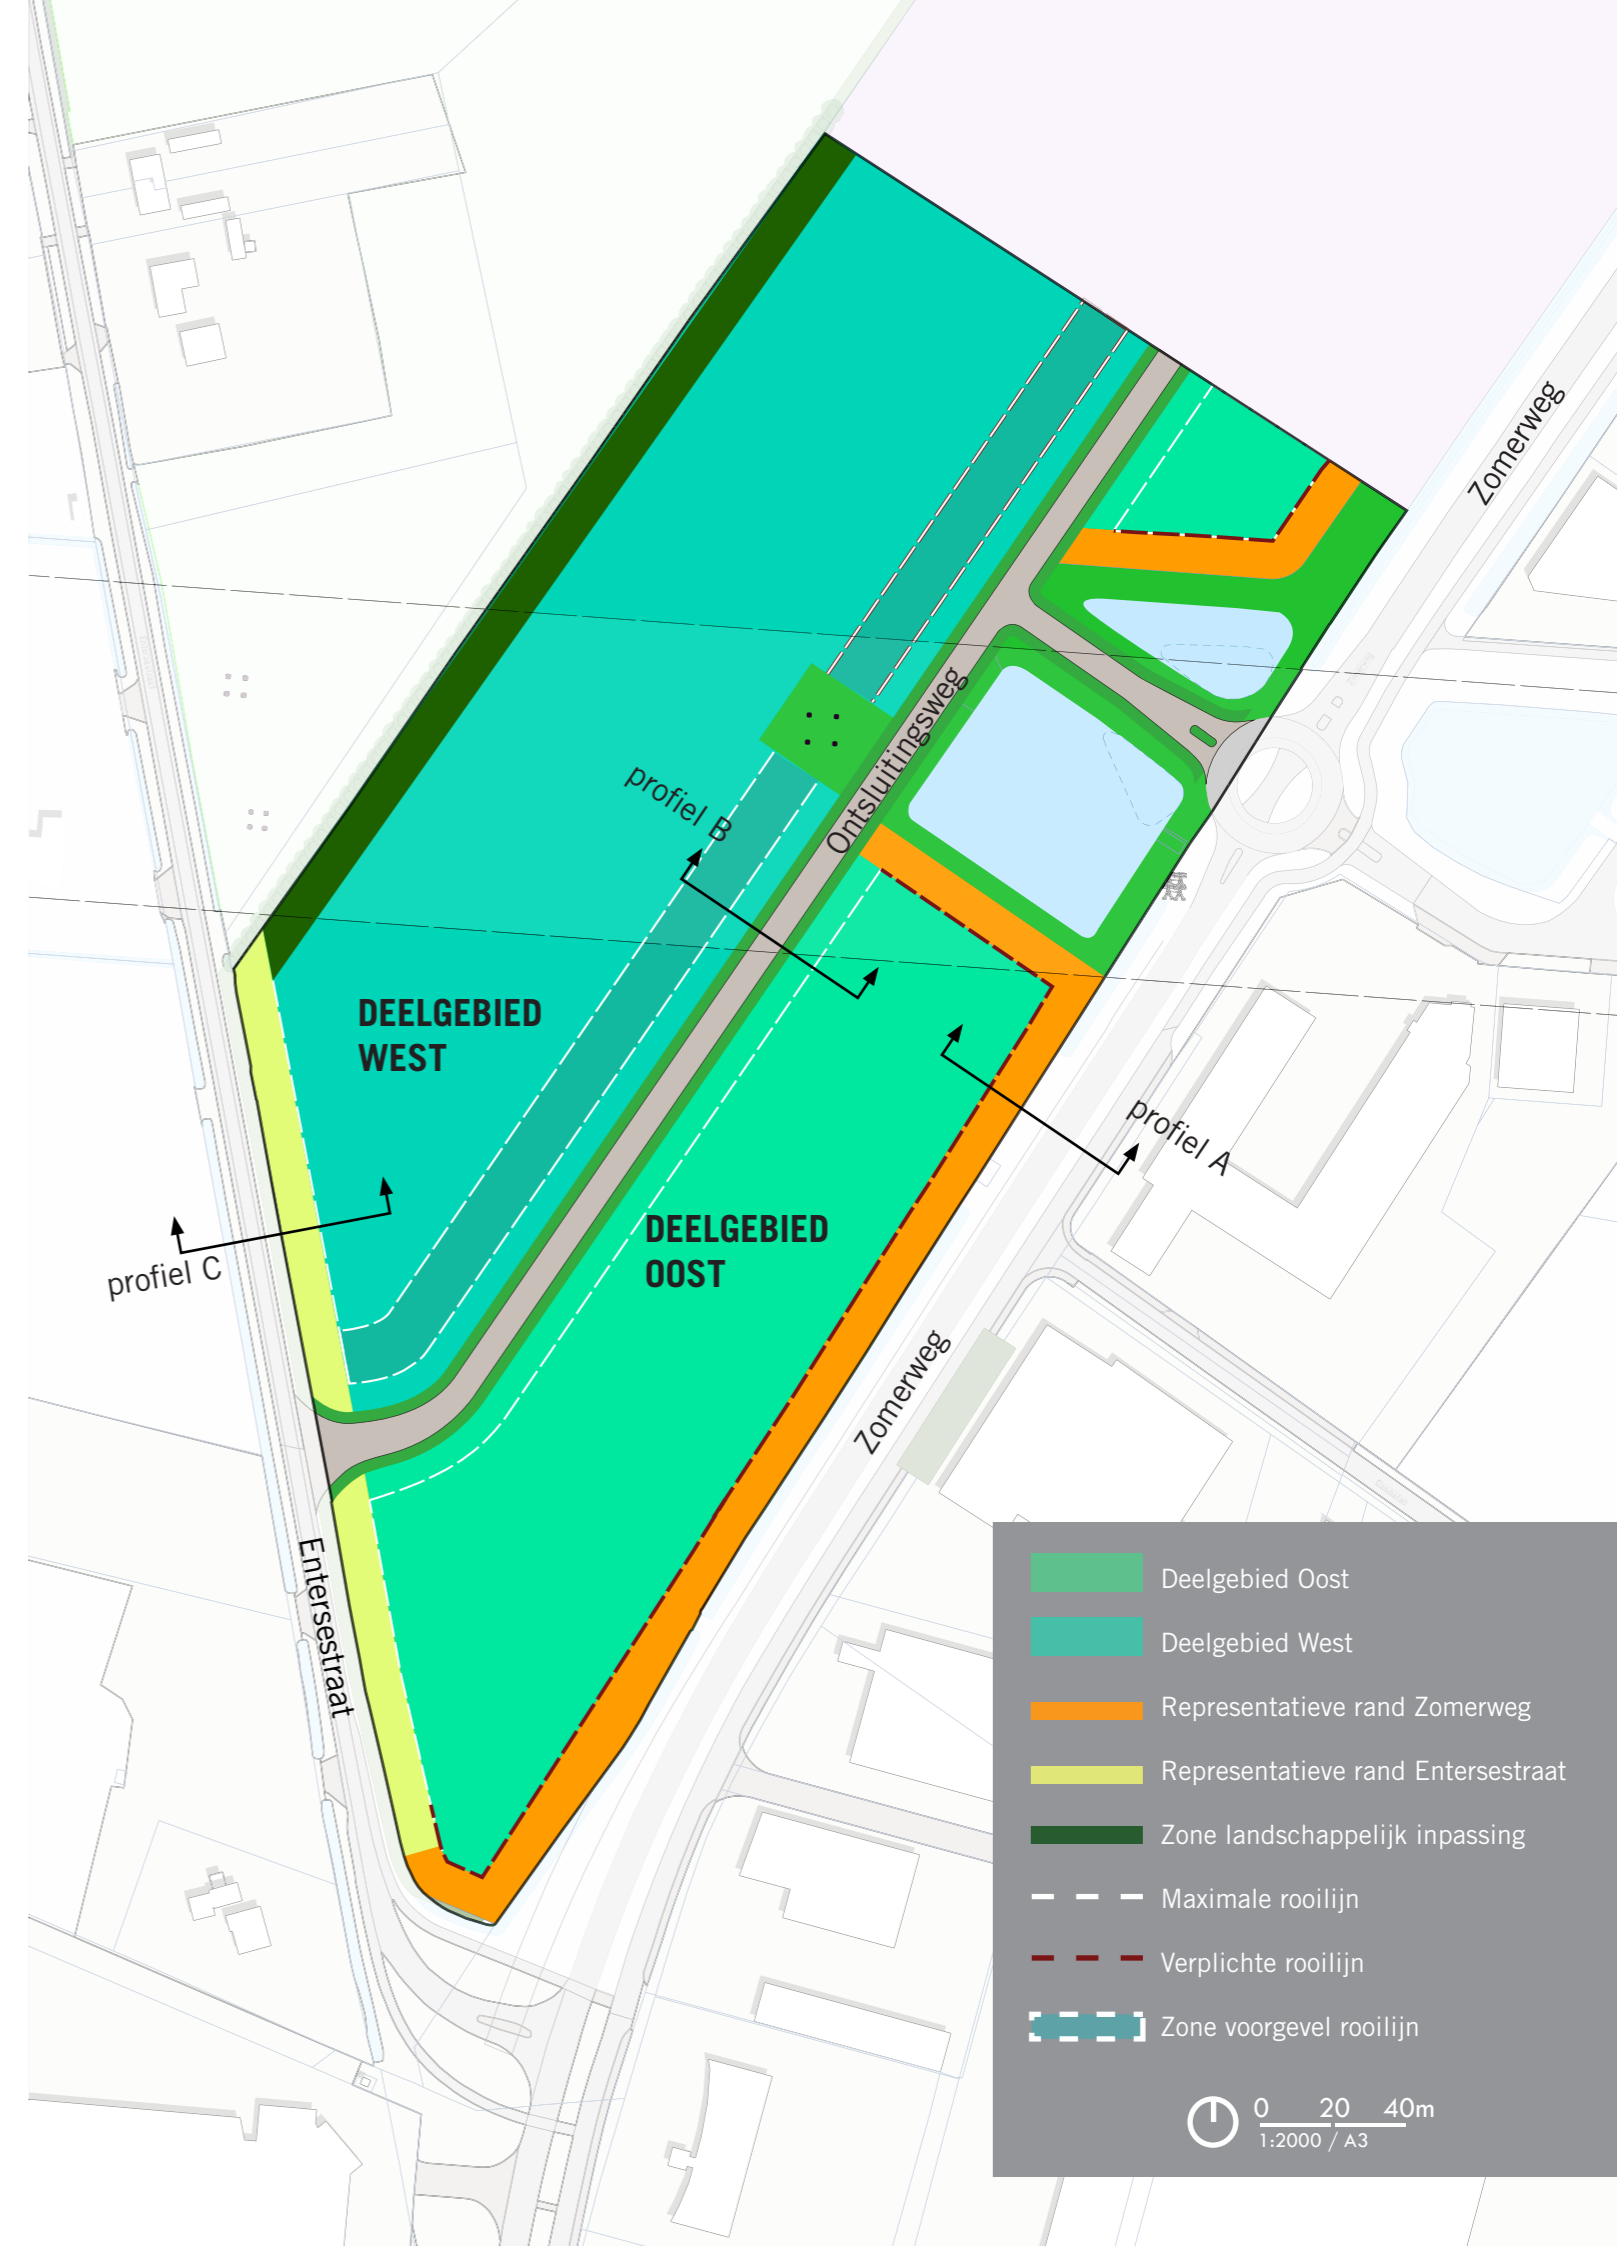 Zomerweg
Ontsluitingsweg
profiel B
DEELGEBIED
WEST
profiel A
DEELGEBIED
OOST
profiel C
Zomerweg
Entersestraat
Deelgebied Oost
Deelgebied West
Representatieve rand Zomerweg
Representatieve rand Entersestraat
Zone landschappelijk inpassing
Maximale rooilijn
Verplichte rooilijn
Zone voorgevel rooilijn
0 20 40m
1:2000 / A3